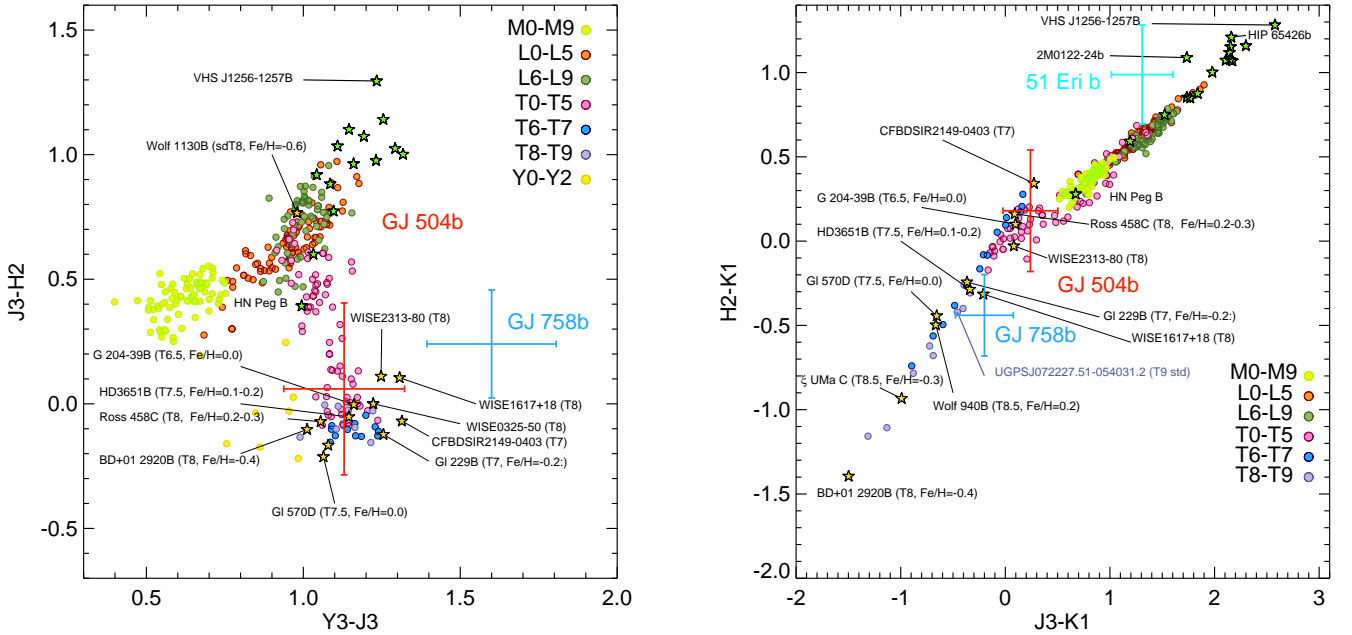 1.5
1.0
0.5
0.0
-0.5
J3-H2
0.5
1.0
1.5
2.0
Y3-J3
M0-M9
L0-L5
L6-L9
T0-T5
T6-T7
T8-T9
Y0-Y2
VHS J1256-1257B
Wolf 1130B (sdT8, Fe/H=-0.6)
GJ 504b
HN Peg B
WISE2313-80 (T8)
GJ 758b
G 204-39B (T6.5, Fe/H=0.0)
HD3651B (T7.5, Fe/H=0.1-0.2)
WISE1617+18 (T8)
Ross 458C (T8, Fe/H=0.2-0.3)
WISE0325-50 (T8)
CFBDSIR2149-0403 (T7)
BD+01 2920B (T8, Fe/H=-0.4)
Gl 229B (T7, Fe/H=-0.2:)
Gl 570D (T7.5, Fe/H=0.0)
1.0
0.5
0.0
-0.5
-1.0
-1.5
-2.0
H2-K1
-2
-1
0
1
2
3
J3-K1
VHS J1256-1257B
HIP 65426b
2M0122-24b
51 Eri b
CFBDSIR2149-0403 (T7)
G 204-39B (T6.5, Fe/H=0.0)
HN Peg B
Ross 458C (T8, Fe/H=0.2-0.3)
HD3651B (T7.5, Fe/H=0.1-0.2)
WISE2313-80 (T8)
Gl 570D (T7.5, Fe/H=0.0)
GJ 504b
Gl 229B (T7, Fe/H=-0.2:)
WISE1617+18 (T8)
GJ 758b
UGPSJ072227.51-054031.2 (T9 std)
ζ UMa C (T8.5, Fe/H=-0.3)
Wolf 940B (T8.5, Fe/H=0.2)
BD+01 2920B (T8, Fe/H=-0.4)
M0-M9
L0-L5
L6-L9
T0-T5
T6-T7
T8-T9